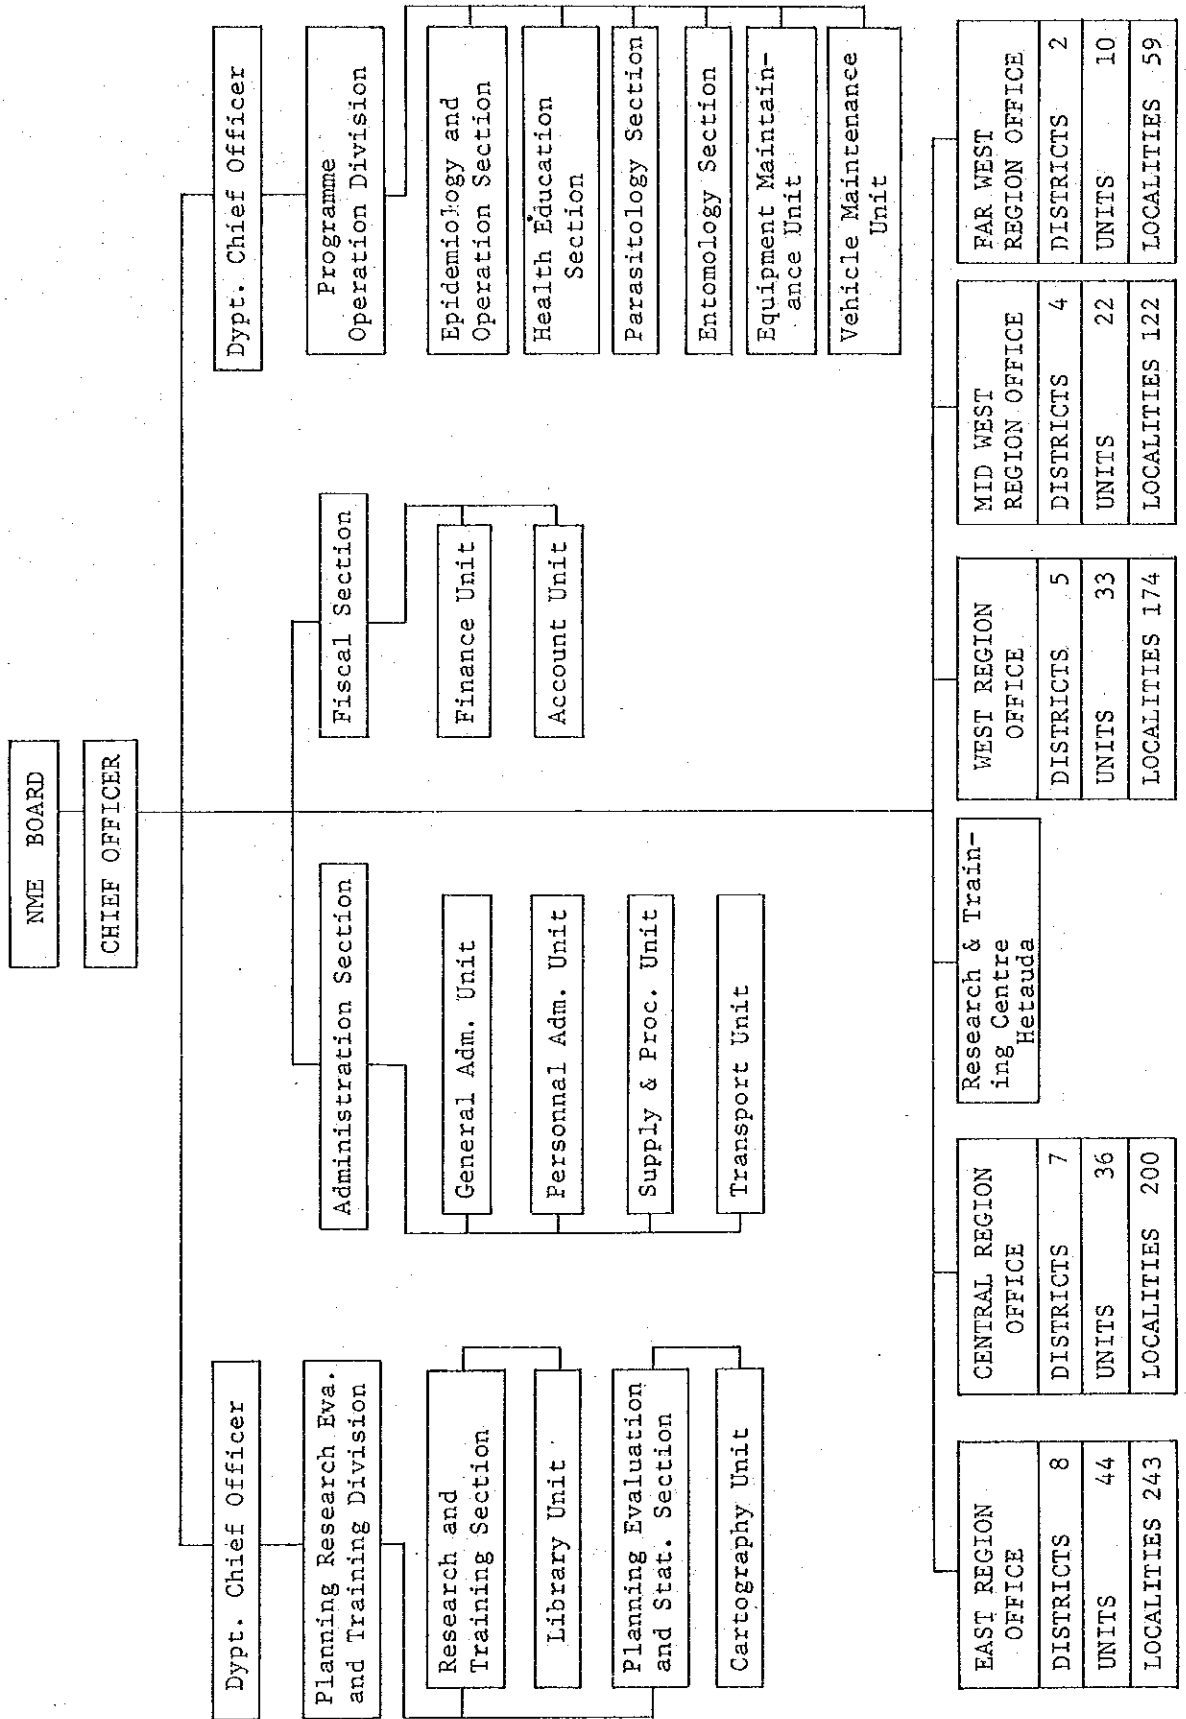 NME BOARD
CHIEF OFFICER
Dypt. Chief Officer
Planning Research Eva.
and Training Division
Research and
Training Section
Library Unit
Planning Evaluation
and Stat. Section
Cartography Unit
Administration Section
General Adm. Unit
Personnal Adm. Unit
Supply & Proc. Unit
Transport Unit
Fiscal Section
Finance Unit
Account Unit
Dypt. Chief Officer
Programme
Operation Division
Epidemiology and
Operation Section
Health Education
Section
Parasitology Section
Entomology Section
Equipment Maintain-
ance Unit
Vehicle Maintenance
Unit
EAST REGION
OFFICE
DISTRICTS 8
UNITS 44
LOCALITIES 243
CENTRAL REGION
OFFICE
DISTRICTS 7
UNITS 36
LOCALITIES 200
Research & Train-
ing Centre
Hetauda
WEST REGION
OFFICE
DISTRICTS 5
UNITS 33
LOCALITIES 174
MID WEST
REGION OFFICE
DISTRICTS 4
UNITS 22
LOCALITIES 122
FAR WEST
REGION OFFICE
DISTRICTS 2
UNITS 10
LOCALITIES 59